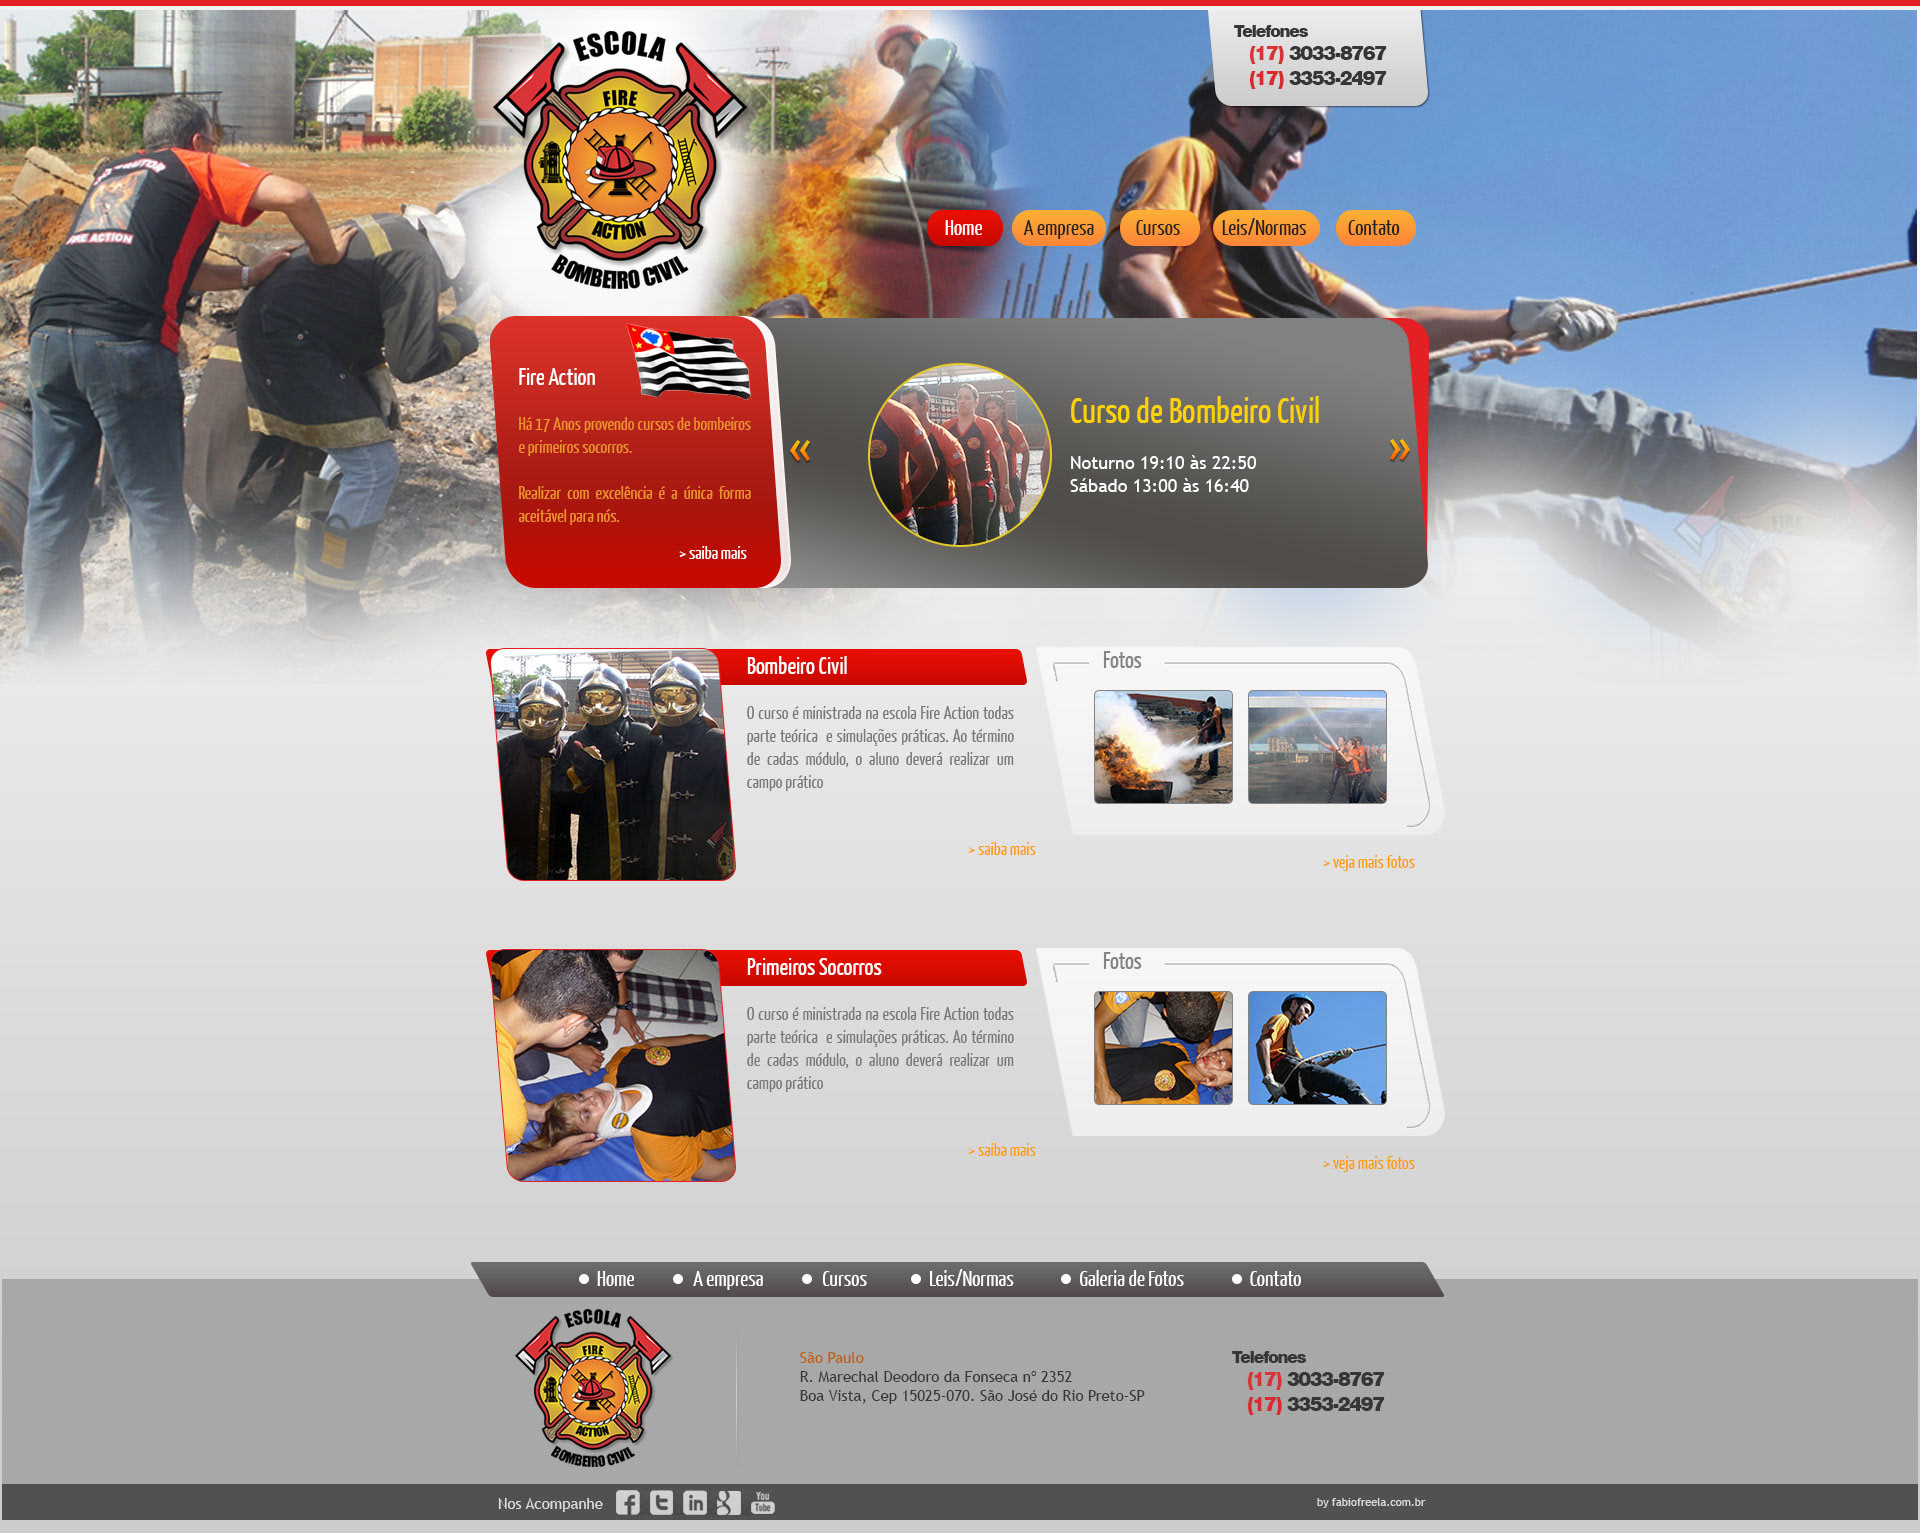 ESCOLA
FIRE
ACTION
BOMBEIRO CIVIL
Telefones
(17) 3033-8767
(17) 3353-2497
FIRE ACTION
Home
A empresa
Cursos
Leis/Normas
Contato
Fire Action
Há 17 Anos provendo cursos de bombeiros
e primeiros socorros.
Realizar com excelência é a única forma
aceitável para nós.
> saiba mais
«
»
Curso de Bombeiro Civil
Noturno 19:10 às 22:50
Sábado 13:00 às 16:40
FIRE
Bombeiro Civil
O curso é ministrada na escola Fire Action todas
parte teórica e simulações práticas. Ao término
de cadas módulo, o aluno deverá realizar um
campo prático
> saiba mais
Fotos
> veja mais fotos
Primeiros Socorros
O curso é ministrada na escola Fire Action todas
parte teórica e simulações práticas. Ao término
de cadas módulo, o aluno deverá realizar um
campo prático
> saiba mais
Fotos
> veja mais fotos
Home
A empresa
Cursos
Leis/Normas
Galeria de Fotos
Contato
ESCOLA
FIRE
ACTION
BOMBEIRO CIVIL
São Paulo
R. Marechal Deodoro da Fonseca nº 2352
Boa Vista, Cep 15025-070. São José do Rio Preto-SP
Telefones
(17) 3033-8767
(17) 3353-2497
Nos Acompanhe
You
Tube
by fabiofreela.com.br